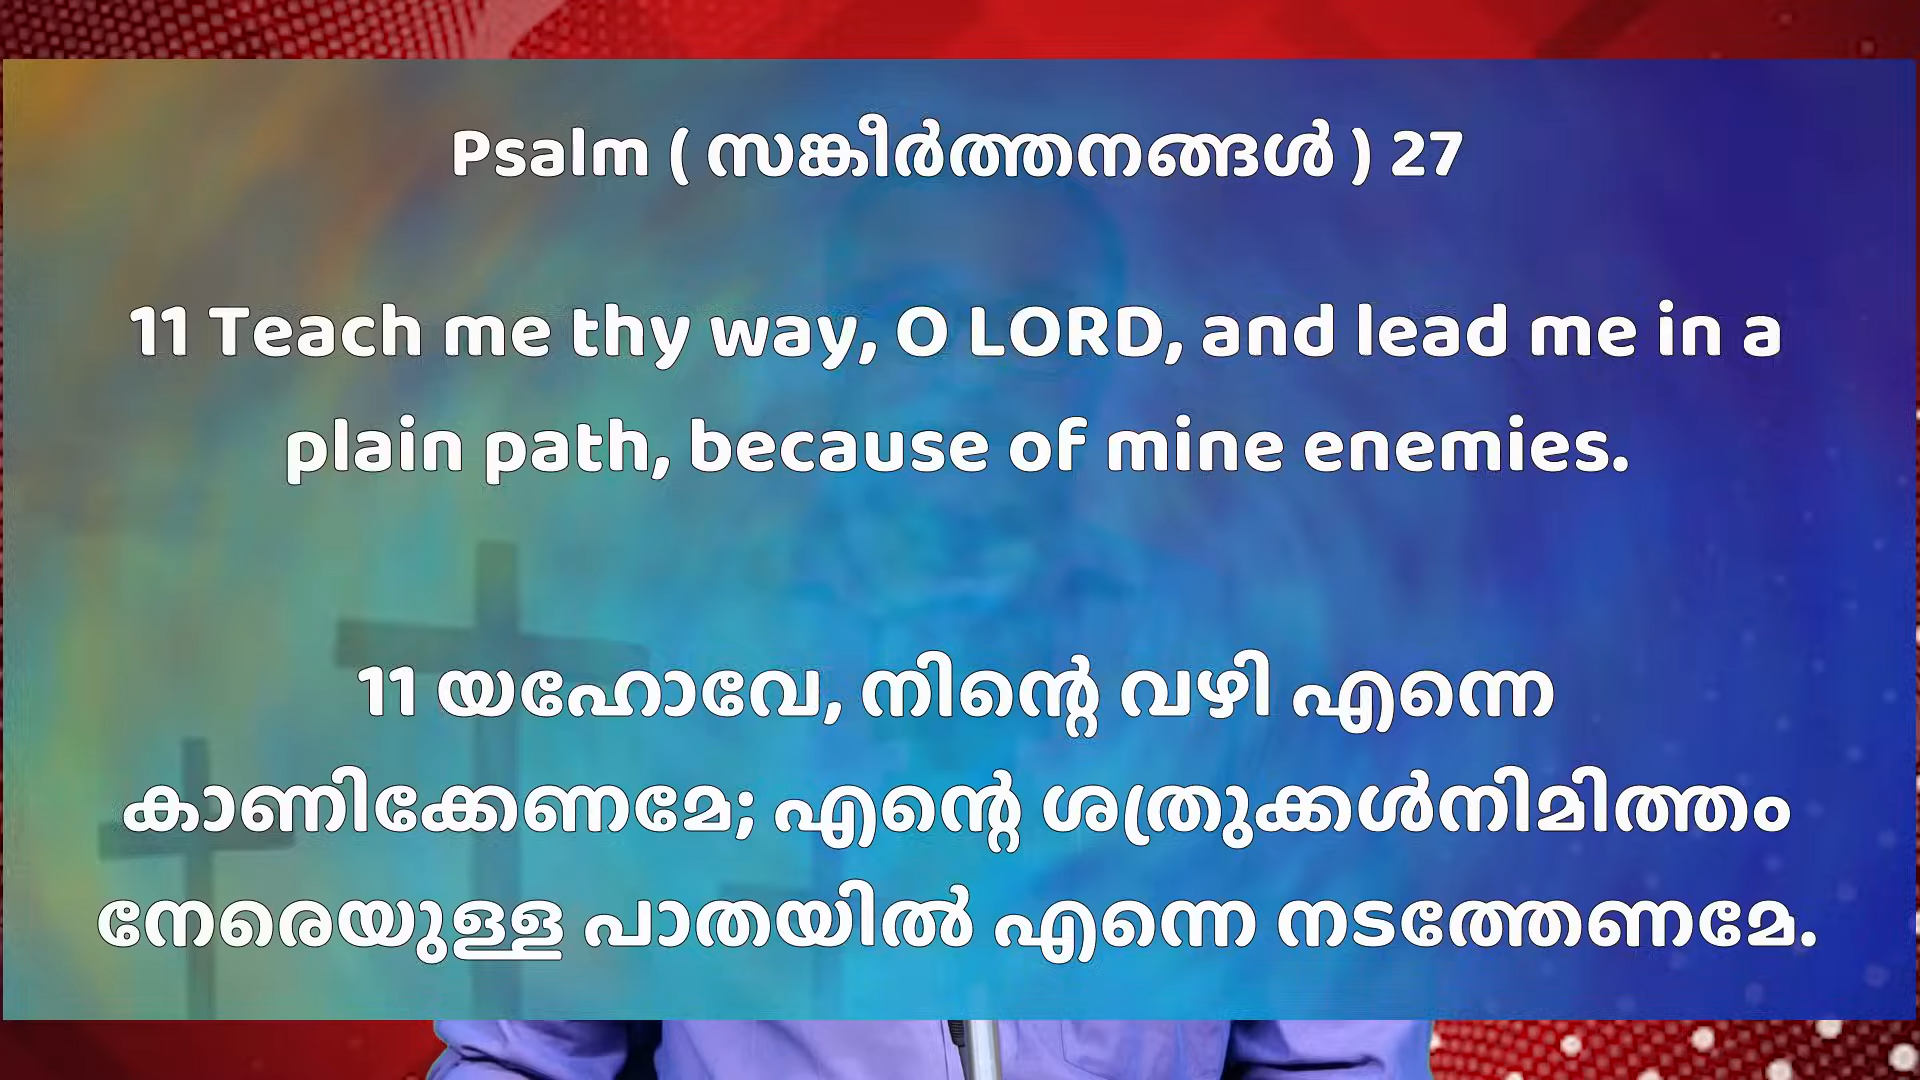 Psalm ( സങ്കീർത്തനങ്ങൾ ) 27
11 Teach me thy way, O LORD, and lead me in a
plain path, because of mine enemies.
11 യഹോവേ, നിന്റെ വഴി എന്നെ
കാണിക്കേണമേ; എന്റെ ശത്രുക്കൾനിമിത്തം
നേരെയുള്ള പാതയിൽ എന്നെ നടത്തേണമേ.